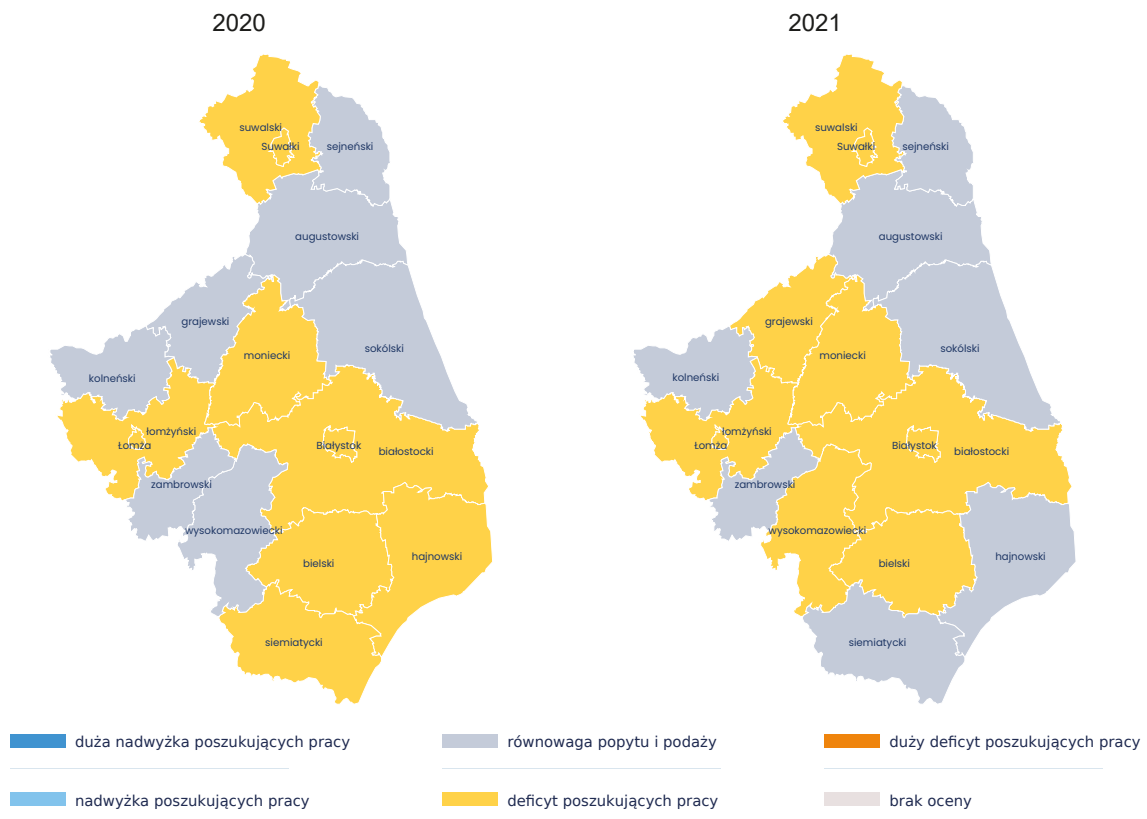 2020
2021
suwalski
Suwałki
sejneński
augustowski
grajewski
sokólski
moniecki
kolneński
łomżyński
Łomża
Białystok
białostocki
zambrowski
wysokomazowiecki
bielski
hajnowski
siemiatycki
suwalski
Suwałki
sejneński
augustowski
grajewski
sokólski
moniecki
kolneński
łomżyński
Łomża
Białystok
białostocki
zambrowski
wysokomazowiecki
bielski
hajnowski
siemiatycki
duża nadwyżka poszukujących pracy
równowaga popytu i podaży
duży deficyt poszukujących pracy
nadwyżka poszukujących pracy
deficyt poszukujących pracy
brak oceny